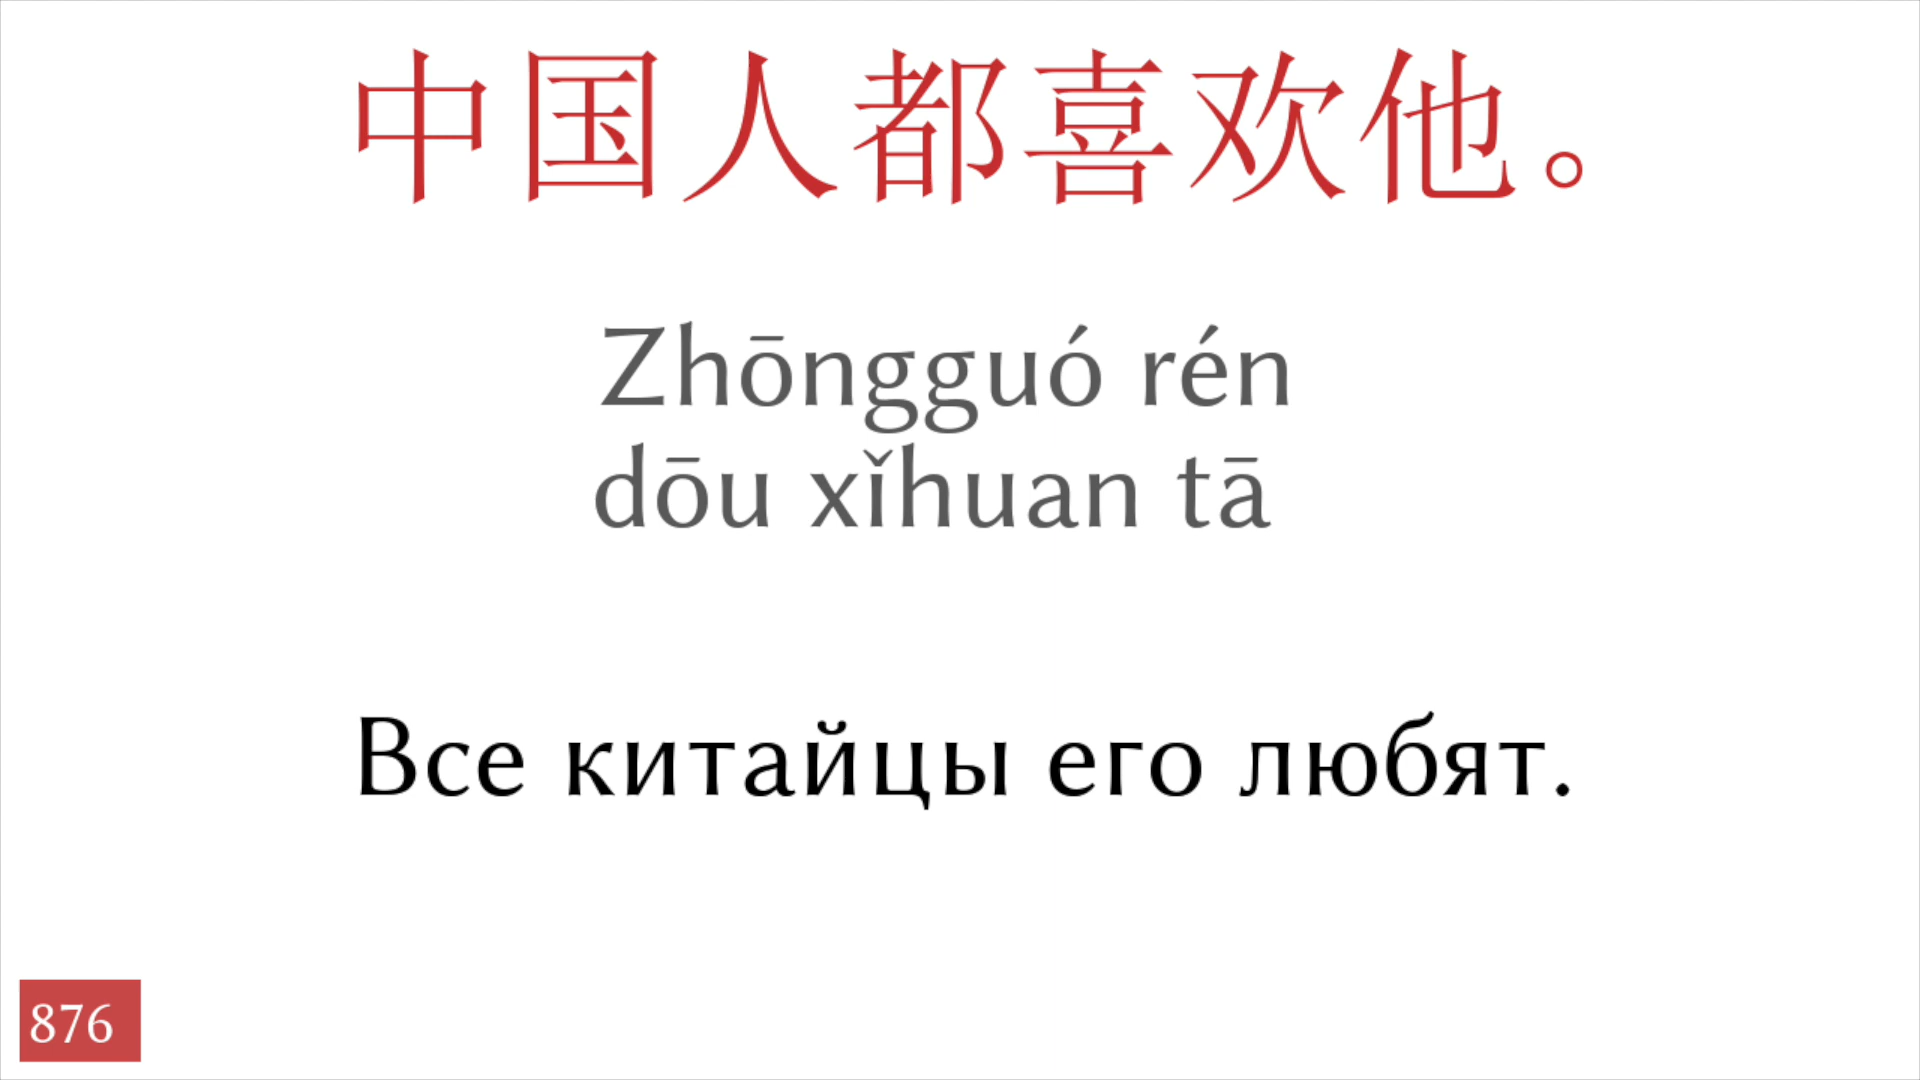 中国人都喜欢他。
Zhōngguó rén
dōu xǐhuan tā
Все китайцы его любят.
876